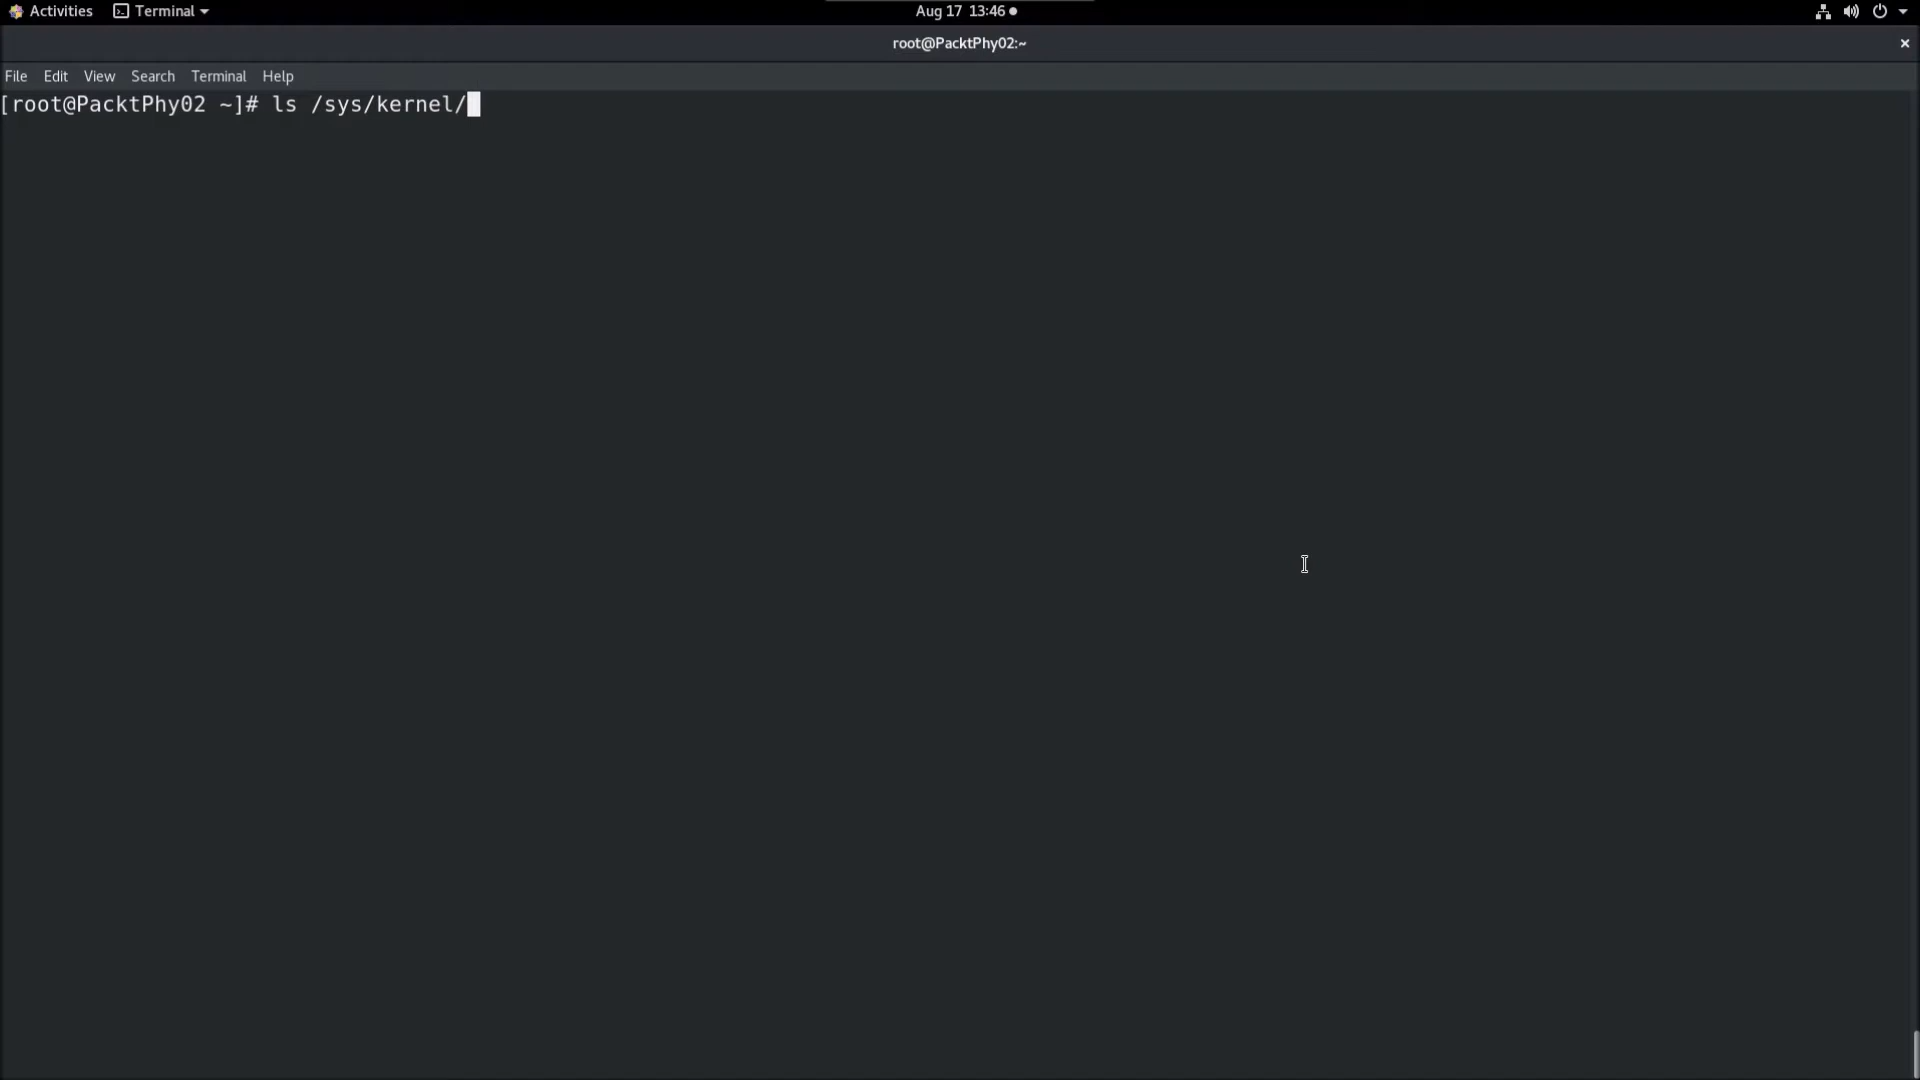 Activities Terminal Aug 17 13:46
root@PacktPhy02:~ ×
File Edit View Search Terminal Help
[root@PacktPhy02 ~]# ls /sys/kernel/